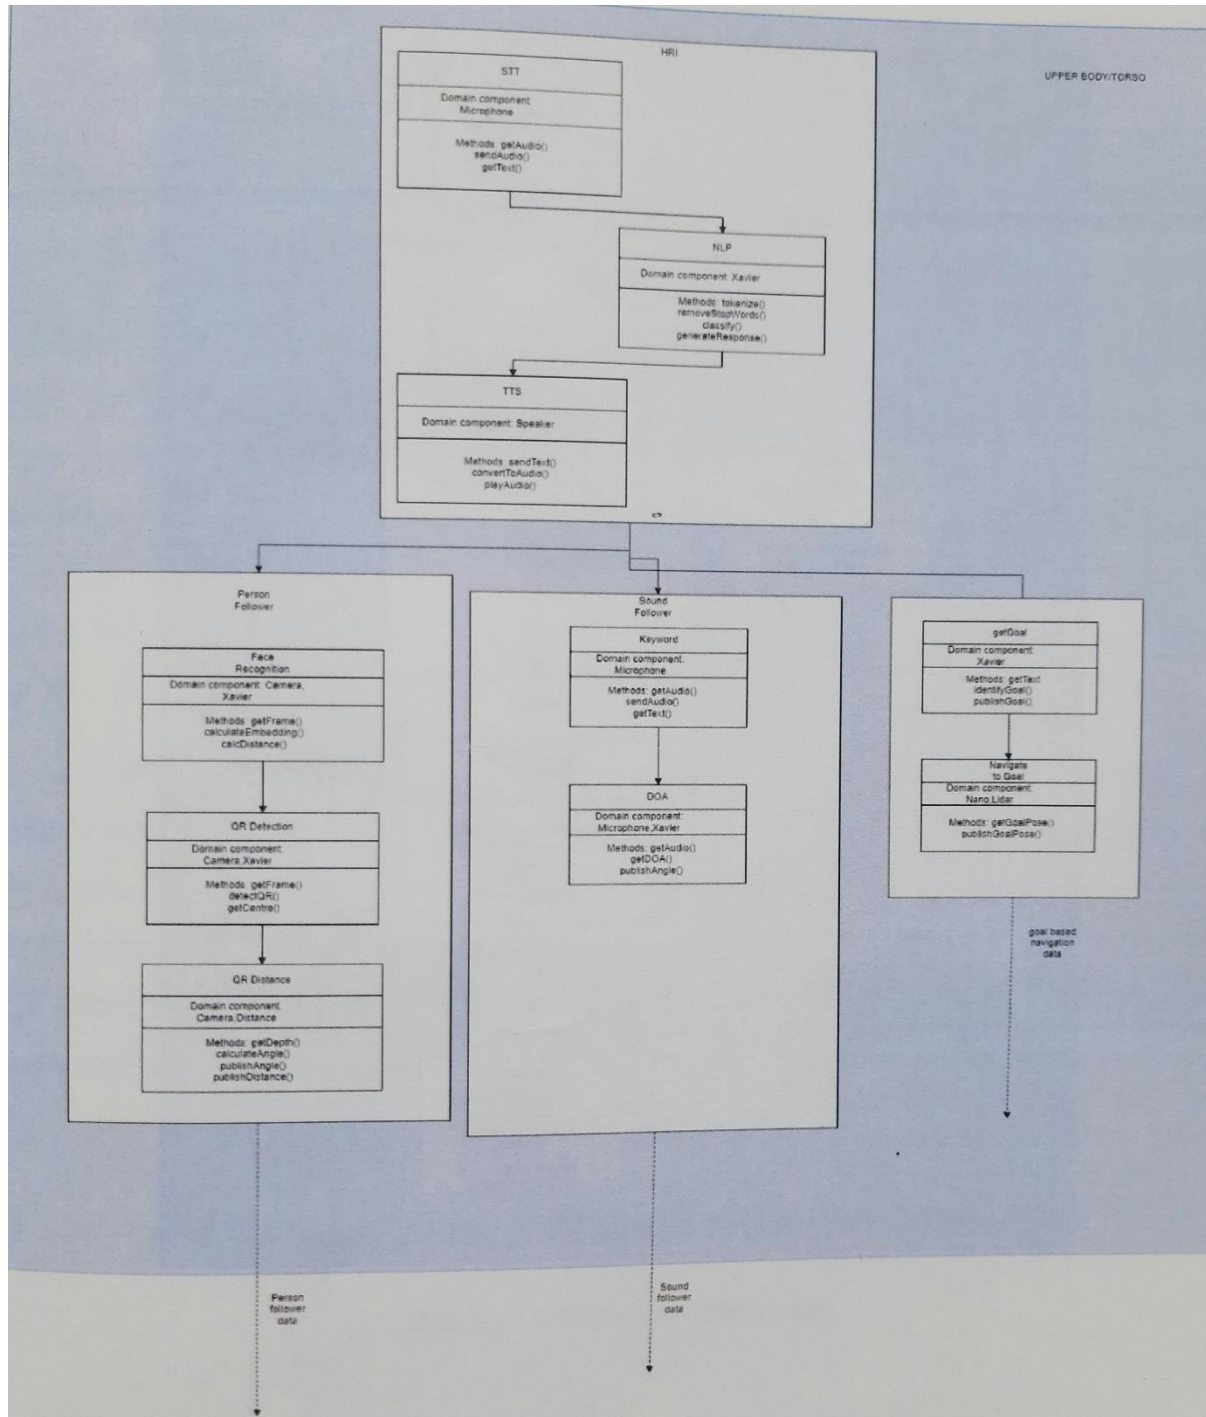 HRI
UPPER BODY/TORSO
STT
Domain component:
Microphone
Methods: getAudio()
sendAudio()
getText()
NLP
Domain component: Xavier
Methods: tokenize()
removeStopWords()
classify()
generateResponse()
TTS
Domain component: Speaker
Methods: sendText()
convertToAudio()
playAudio()
Person
Follower
Face
Recognition
Domain component: Camera,
Xavier
Methods: getFrame()
calculateEmbedding()
calcDistance()
QR Detection
Domain component:
Camera,Xavier
Methods: getFrame()
detectQR()
getCentre()
QR Distance
Domain component:
Camera,Distance
Methods: getDepth()
calculateAngle()
publishAngle()
publishDistance()
Sound
Follower
Keyword
Domain component:
Microphone
Methods: getAudio()
sendAudio()
getText()
DOA
Domain component:
Microphone,Xavier
Methods: getAudio()
getDOA()
publishAngle()
getGoal
Domain component:
Xavier
Methods: getText
identifyGoal()
publishGoal()
Navigate
to Goal
Domain component:
Nano,Lidar
Methods: getGoalPose()
publishGoalPose()
goal based
navigation
data
Person
follower
data
Sound
follower
data